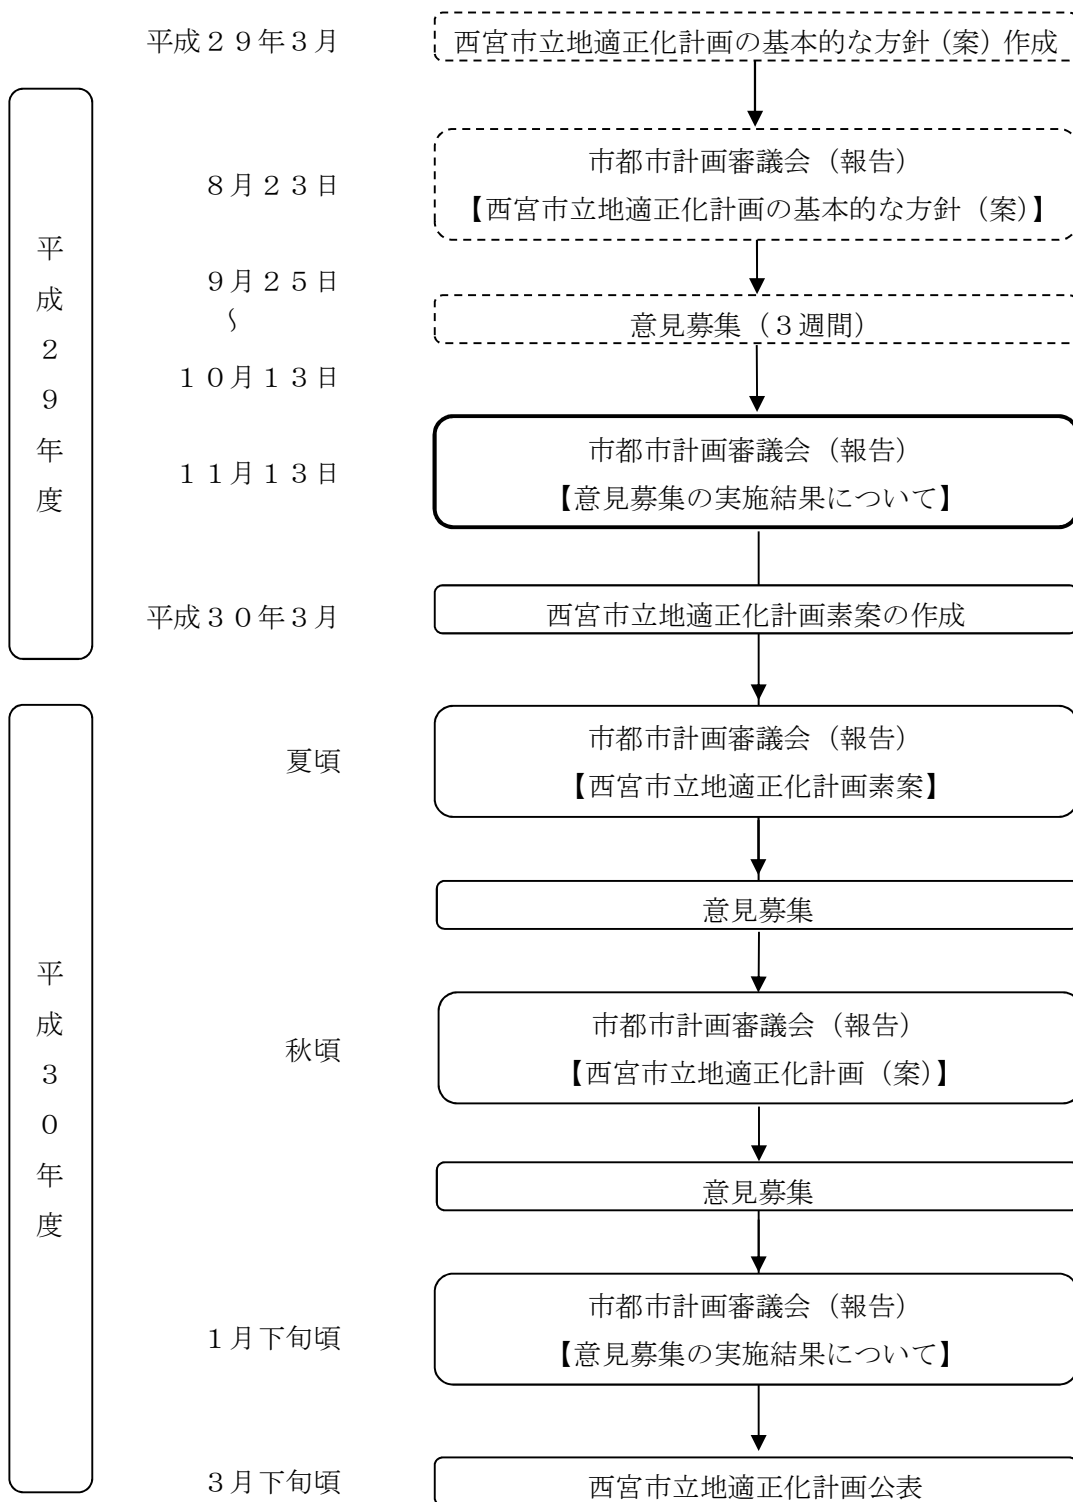 平成２９年３月
西宮市立地適正化計画の基本的な方針（案）作成
平成２９年度
８月２３日
市都市計画審議会（報告）
【西宮市立地適正化計画の基本的な方針（案）】
９月２５日
～
１０月１３日
意見募集（３週間）
１１月１３日
市都市計画審議会（報告）
【意見募集の実施結果について】
平成３０年３月
西宮市立地適正化計画素案の作成
平成３０年度
夏頃
市都市計画審議会（報告）
【西宮市立地適正化計画素案】
意見募集
秋頃
市都市計画審議会（報告）
【西宮市立地適正化計画（案）】
意見募集
１月下旬頃
市都市計画審議会（報告）
【意見募集の実施結果について】
３月下旬頃
西宮市立地適正化計画公表